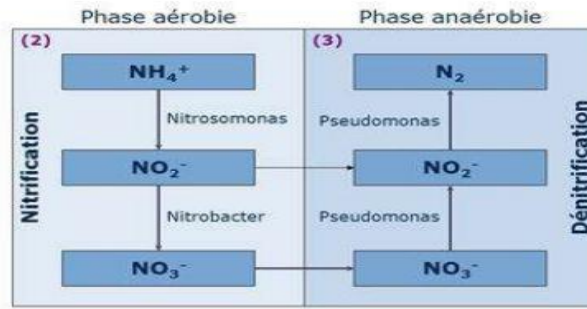 Phase aérobie
Phase anaérobie
(2)
(3)
NH₄⁺
N₂
Nitrosomonas
Pseudomonas
NO₂⁻
NO₂⁻
Nitrobacter
Pseudomonas
NO₃⁻
NO₃⁻
Nitrification
Dénitrification